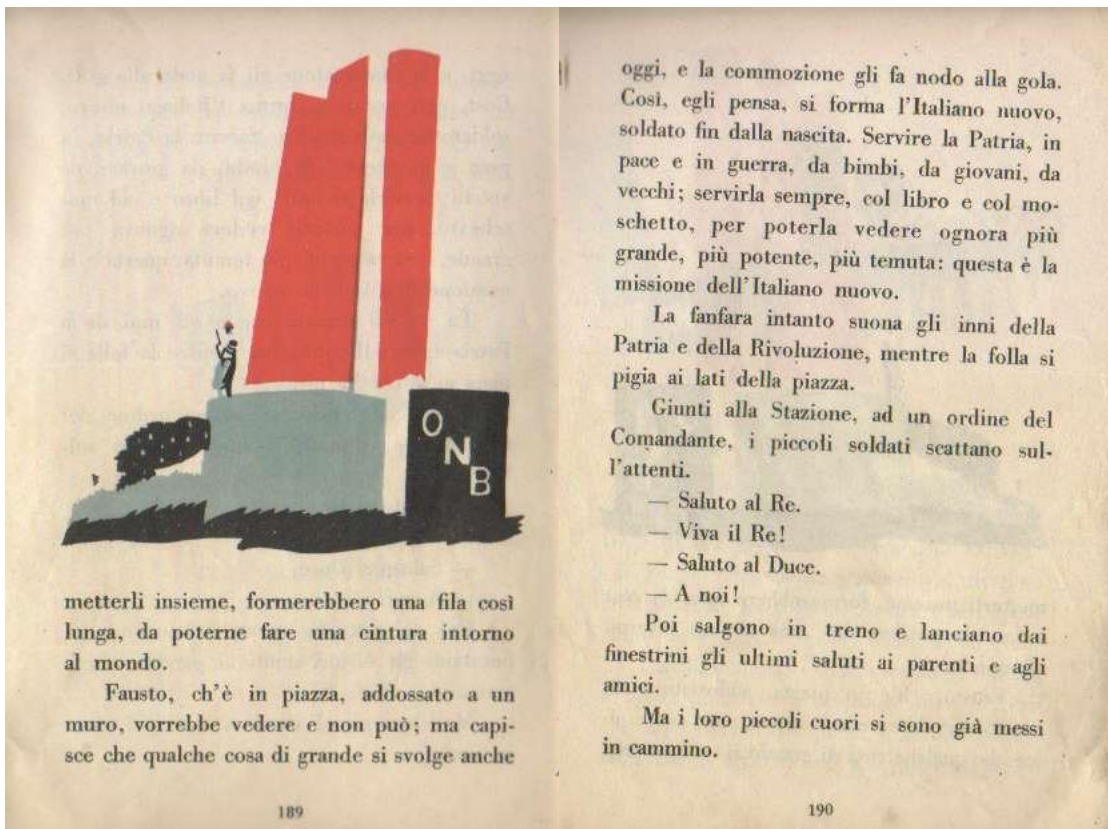 O
N
B
metterli insieme, formerebbero una fila così
lunga, da poterne fare una cintura intorno
al mondo.
Fausto, ch'è in piazza, addossato a un
muro, vorrebbe vedere e non può; ma capi-
sce che qualche cosa di grande si svolge anche
189
oggi, e la commozione gli fa nodo alla gola.
Così, egli pensa, si forma l'Italiano nuovo,
soldato fin dalla nascita. Servire la Patria, in
pace e in guerra, da bimbi, da giovani, da
vecchi; servirla sempre, col libro e col mo-
schetto, per poterla vedere ognora più
grande, più potente, più temuta: questa è la
missione dell'Italiano nuovo.
La fanfara intanto suona gli inni della
Patria e della Rivoluzione, mentre la folla si
pigia ai lati della piazza.
Giunti alla Stazione, ad un ordine del
Comandante, i piccoli soldati scattano sul-
l'attenti.
— Saluto al Re.
— Viva il Re!
— Saluto al Duce.
— A noi!
Poi salgono in treno e lanciano dai
finestrini gli ultimi saluti ai parenti e agli
amici.
Ma i loro piccoli cuori si sono già messi
in cammino.
190